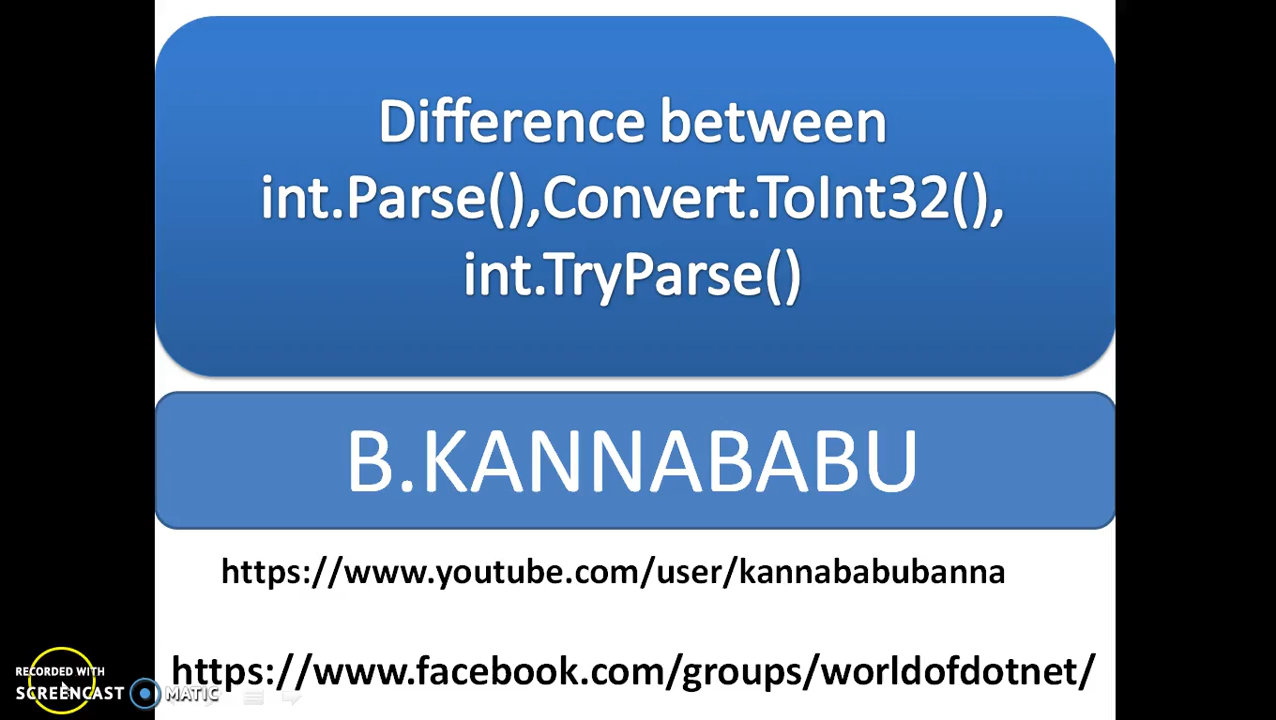 Difference between
int.Parse(),Convert.ToInt32(),
int.TryParse()
B.KANNABABU
https://www.youtube.com/user/kannababubanna
https://www.facebook.com/groups/worldofdotnet/
RECORDED WITH
SCREENCAST MATIC